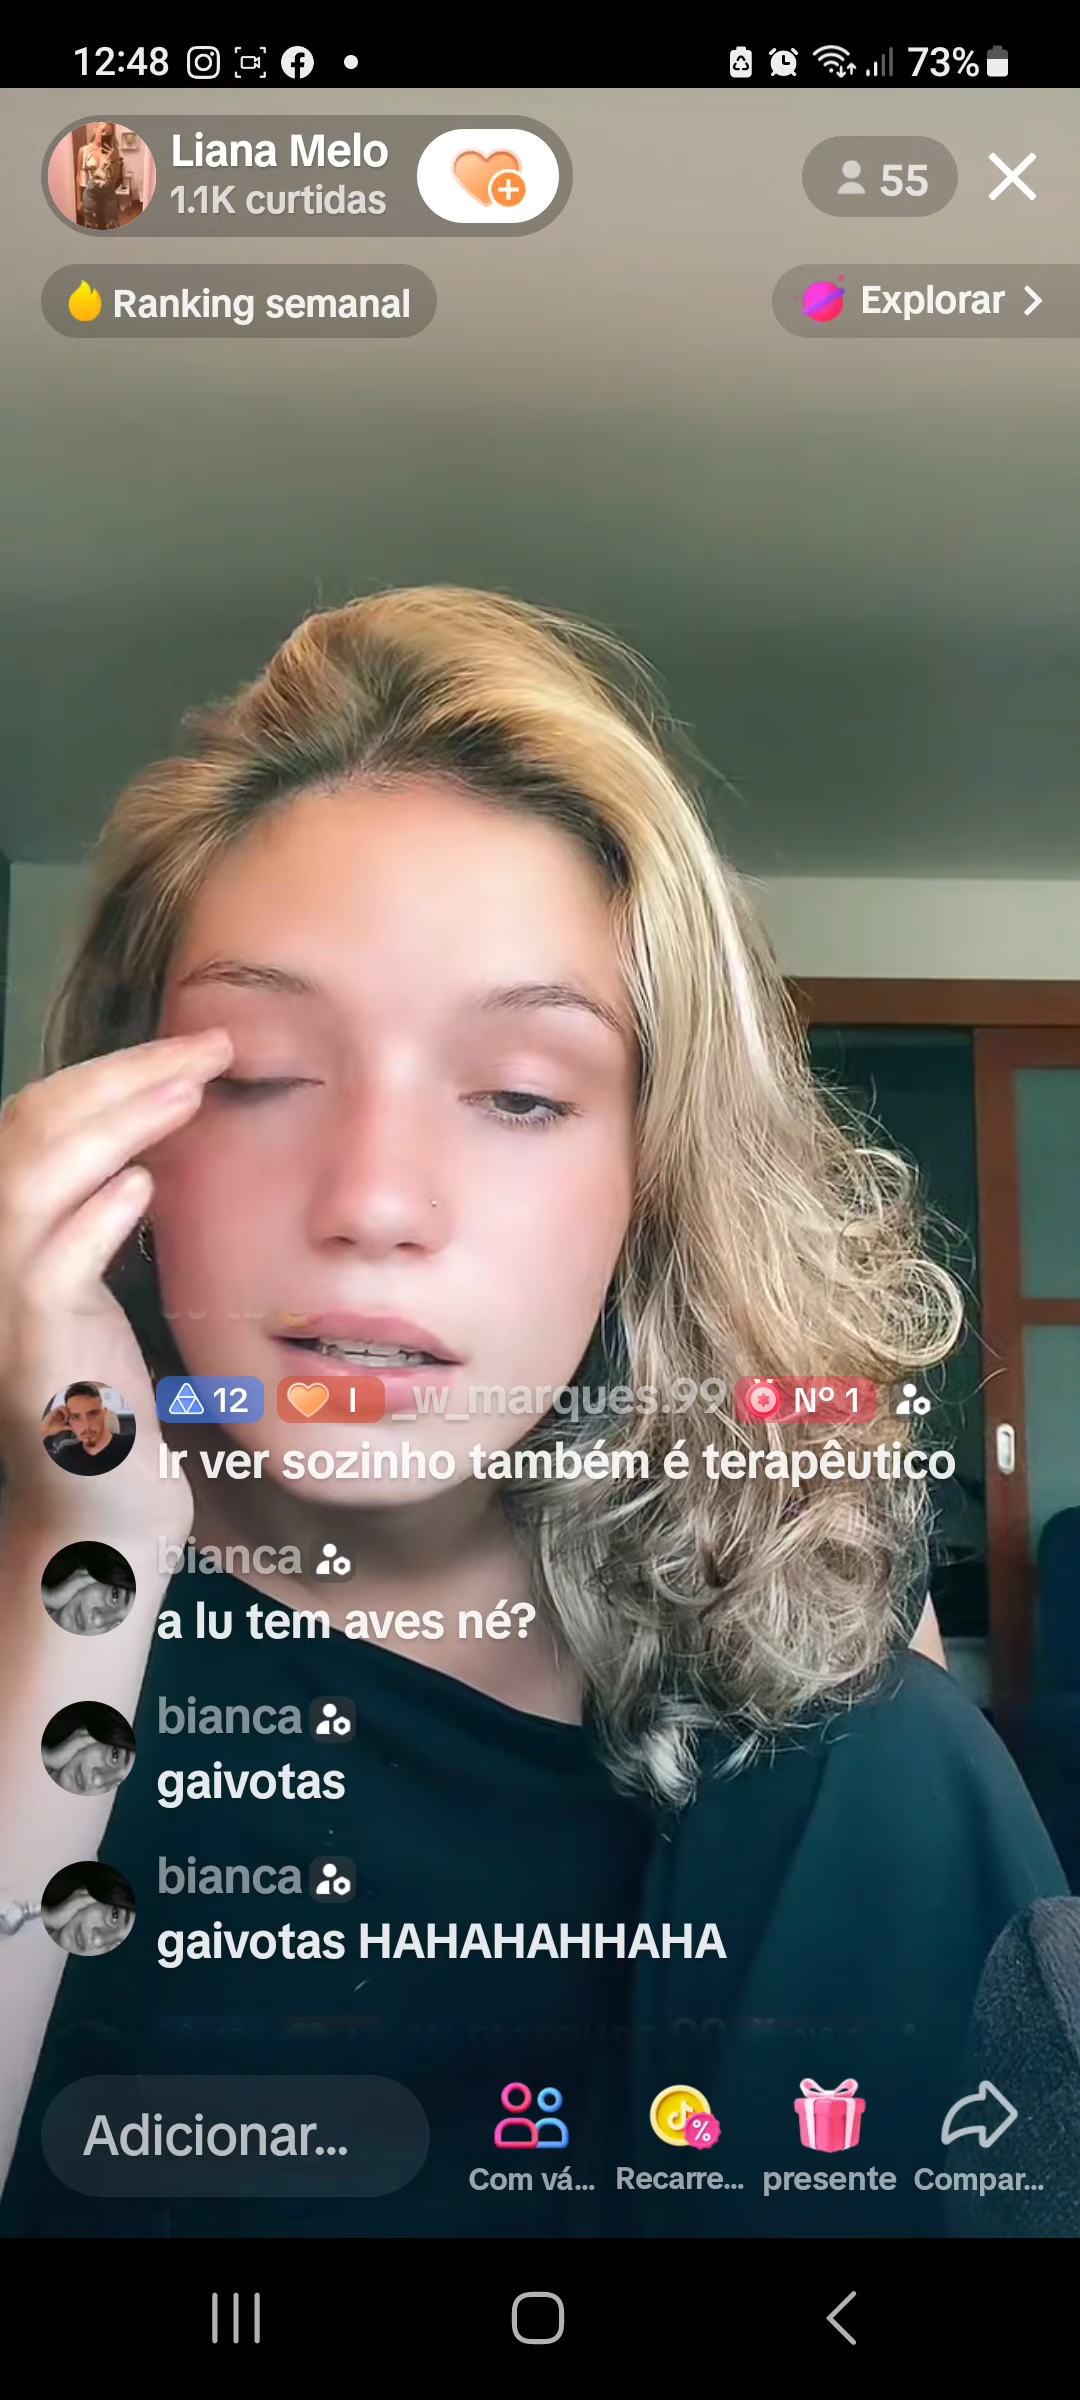 12:48
73%
Liana Melo
1.1K curtidas
55
Ranking semanal
Explorar
12 I _w_marques.99 Nº 1
Ir ver sozinho também é terapêutico
bianca
a lu tem aves né?
bianca
gaivotas
bianca
gaivotas HAHAHAHHAHA
Adicionar...
Com vá...
Recarre...
presente
Compar...